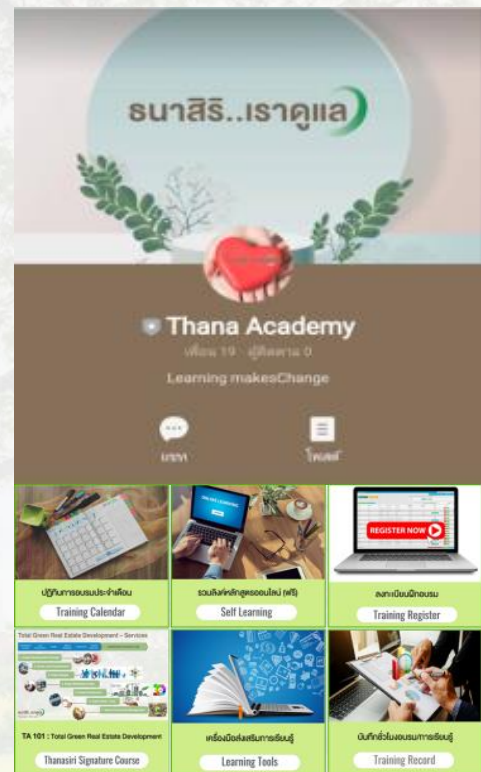 ธนาสิริ..เราดูแล
Thana Academy
เพื่อน 19 ผู้ติดตาม 0
Learning makesChange
แชท
โพสต์
ปฏิทินการอบรมประจำเดือน
Training Calendar
ONLINE LEARNING
รวมลิงค์หลักสูตรออนไลน์ (ฟรี)
Self Learning
REGISTER NOW
ลงทะเบียนฝึกอบรม
Training Register
Total Green Real Estate Development – Services
TA 101 : Total Green Real Estate Development
Thanasiri Signature Course
เครื่องมือส่งเสริมการเรียนรู้
Learning Tools
บันทึกชั่วโมงอบรม/การเรียนรู้
Training Record